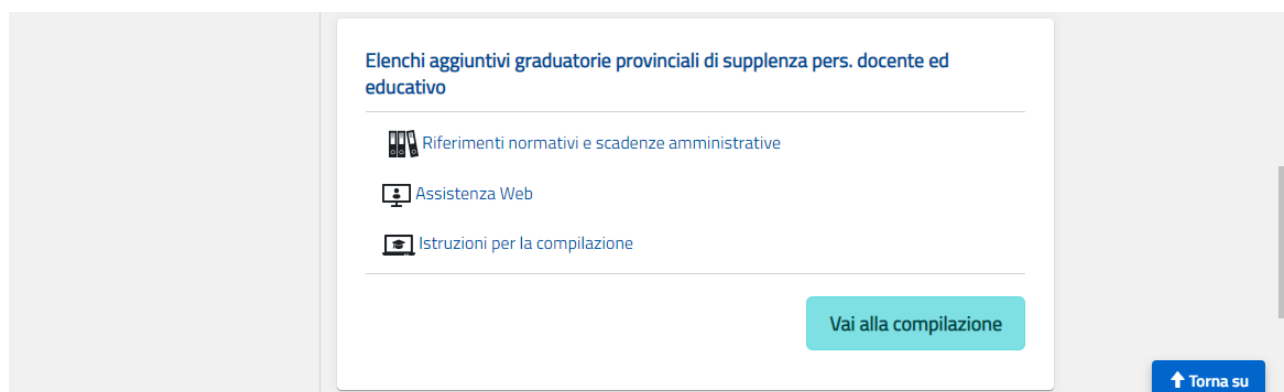 Elenchi aggiuntivi graduatorie provinciali di supplenza pers. docente ed
educativo
Riferimenti normativi e scadenze amministrative
Assistenza Web
Istruzioni per la compilazione
Vai alla compilazione
Torna su